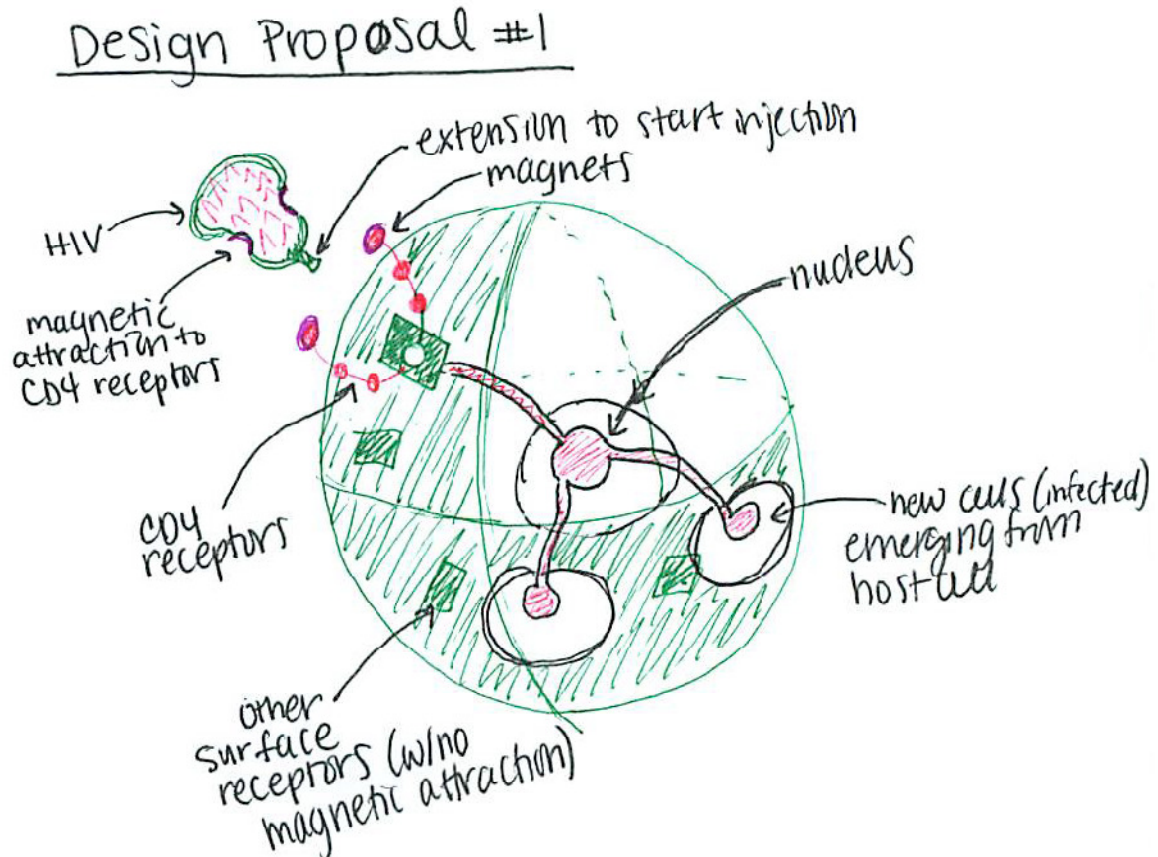 Design Proposal #1
extension to start injection
magnets
HIV
nucleus
magnetic
attraction to
CD4 receptors
CD4
receptors
new cells (infected)
emerging from
host cell
other
surface
receptors (w/no
magnetic attraction)